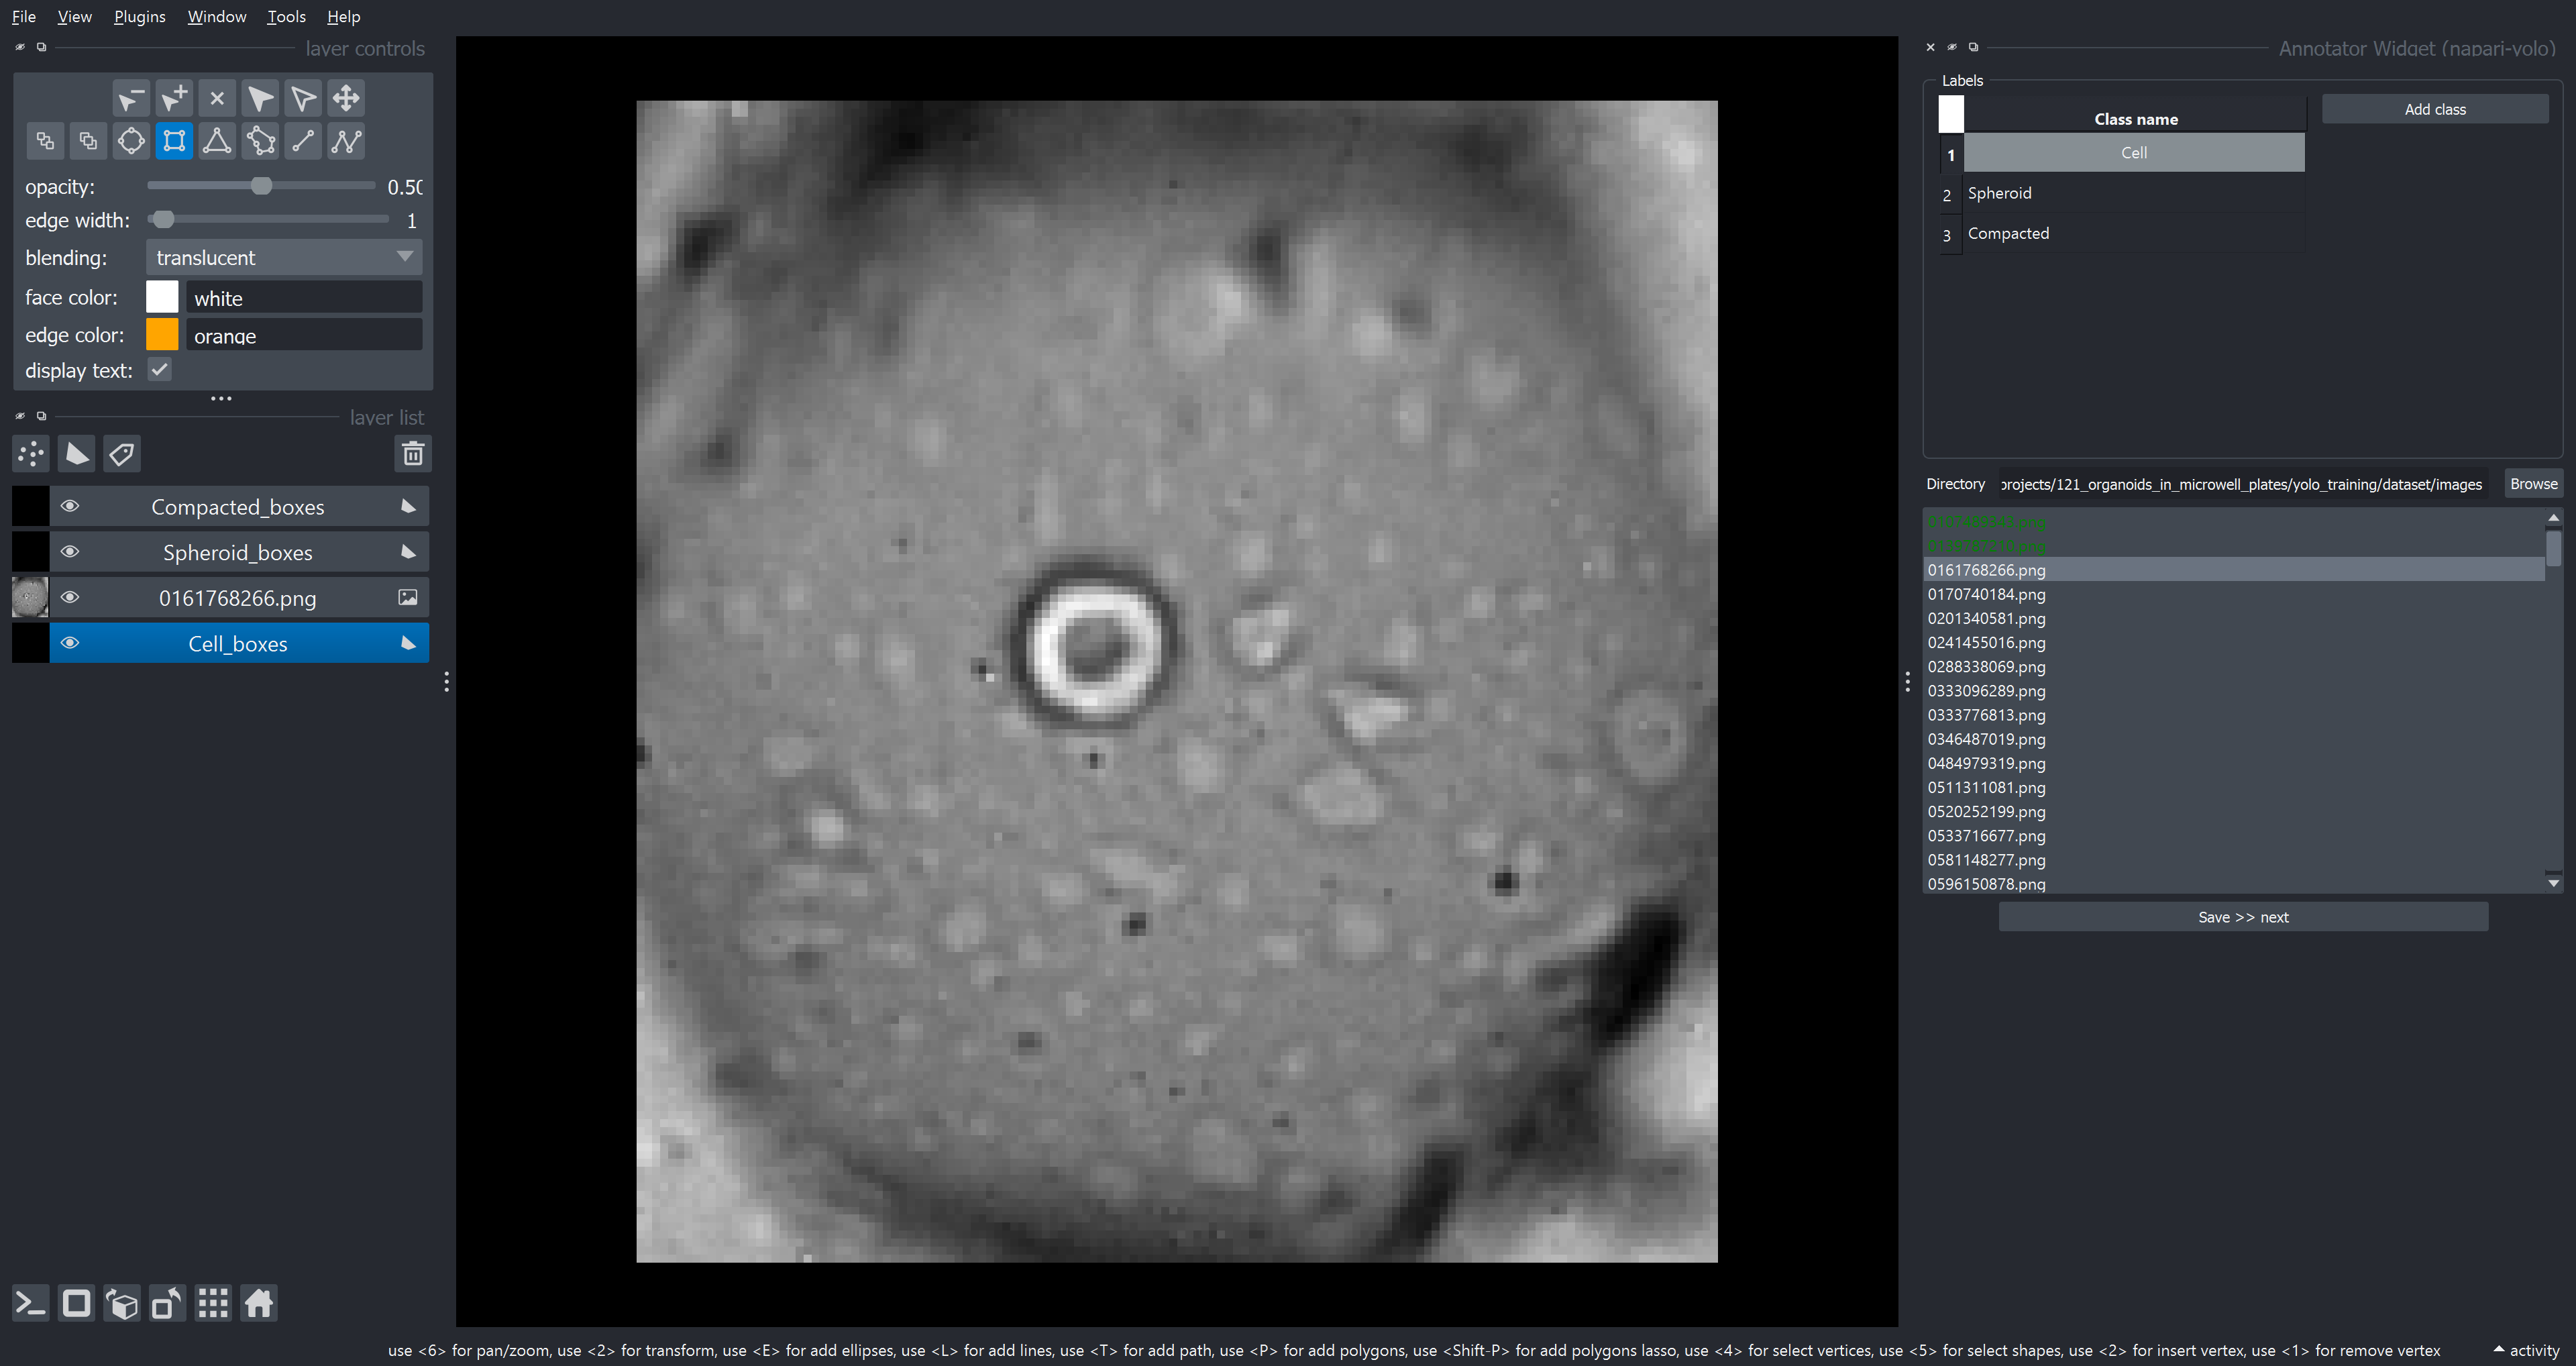 File View Plugins Window Tools Help
layer controls
opacity: 0.50
edge width: 1
blending: translucent
face color: white
edge color: orange
display text:
layer list
Compacted_boxes
Spheroid_boxes
0161768266.png
Cell_boxes
Annotator Widget (napari-yolo)
Labels
Class name
Add class
1 Cell
2 Spheroid
3 Compacted
Directory projects/121_organoids_in_microwell_plates/yolo_training/dataset/images Browse
0161768266.png
0170740184.png
0201340581.png
0241455016.png
0288338069.png
0333096289.png
0333776813.png
0346487019.png
0484979319.png
0511311081.png
0520252199.png
0533716677.png
0581148277.png
0596150878.png
Save >> next
use <6> for pan/zoom, use <2> for transform, use <E> for add ellipses, use <L> for add lines, use <T> for add path, use <P> for add polygons, use <Shift-P> for add polygons lasso, use <4> for select vertices, use <5> for select shapes, use <2> for insert vertex, use <1> for remove vertex
activity